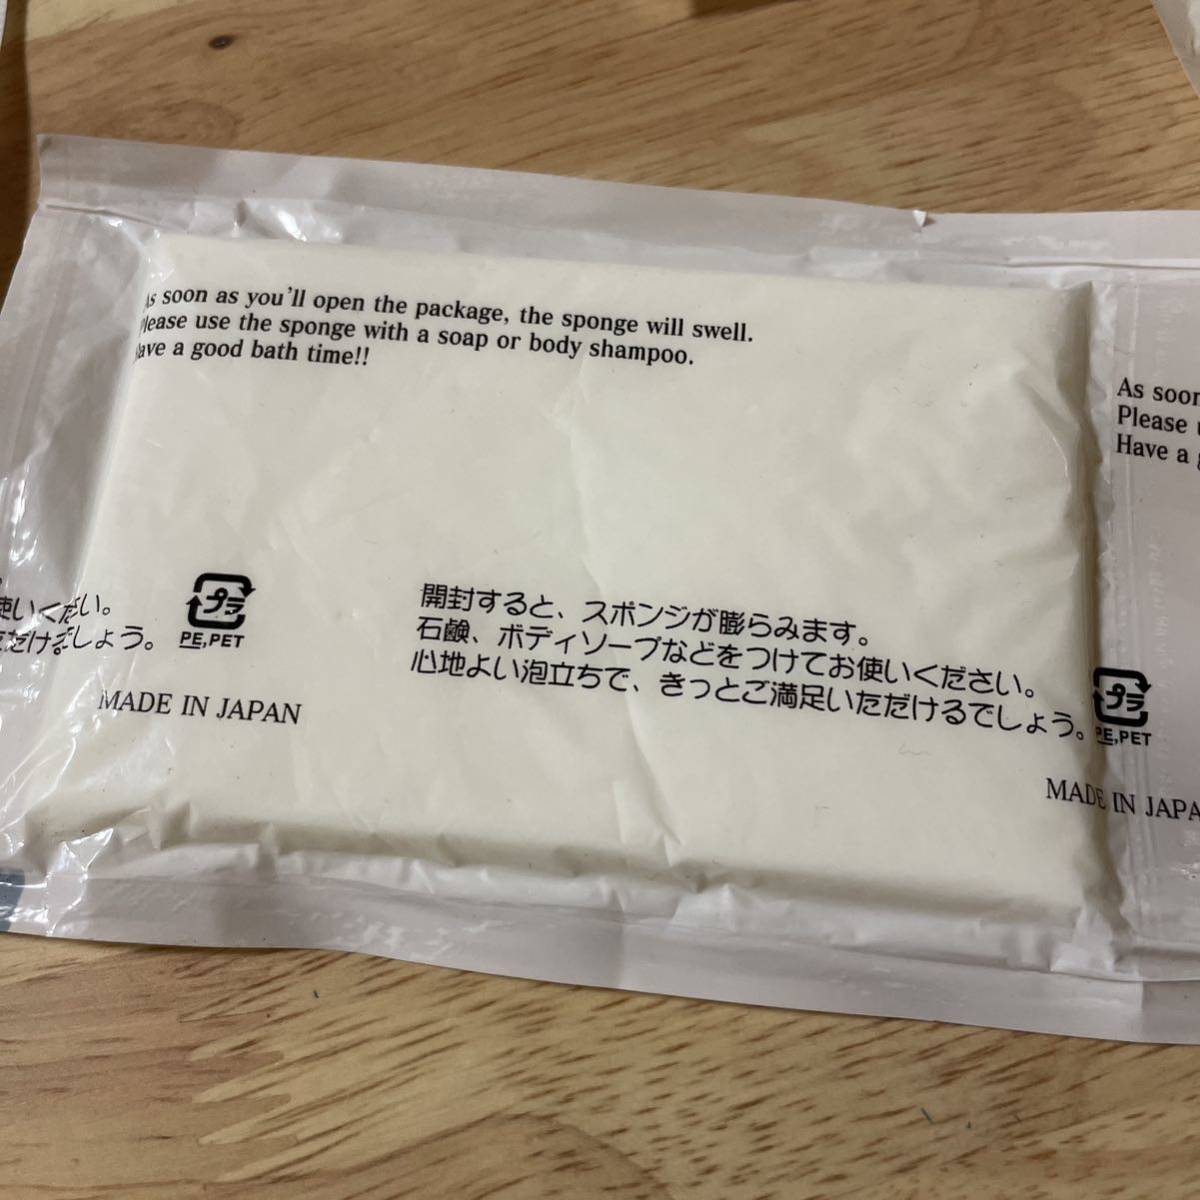 As soon as you'll open the package, the sponge will swell.
Please use the sponge with a soap or body shampoo.
Have a good bath time!!
As soon
Please
Have a
使いください。
ただけるでしょう。
プラ
PE,PET
MADE IN JAPAN
開封すると、スポンジが膨らみます。
石鹸、ボディソープなどをつけてお使いください。
心地よい泡立ちで、きっとご満足いただけるでしょう。
プラ
PE,PET
MADE IN JAPA